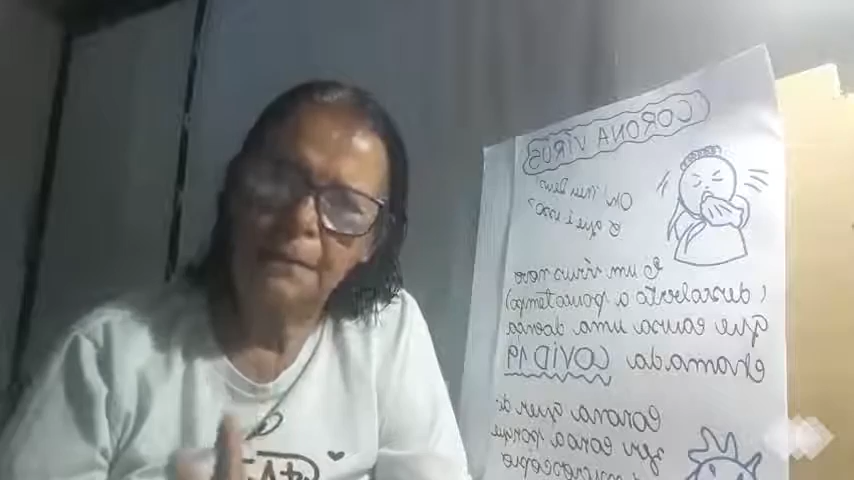 CORONA VÍRUS
Oh! meu Deus!
o que é isso?
É um vírus novo
(descoberto a pouco tempo)
que causa uma doença
chamada COVID 19
Corona quer di
zer coroa porque
microscópio